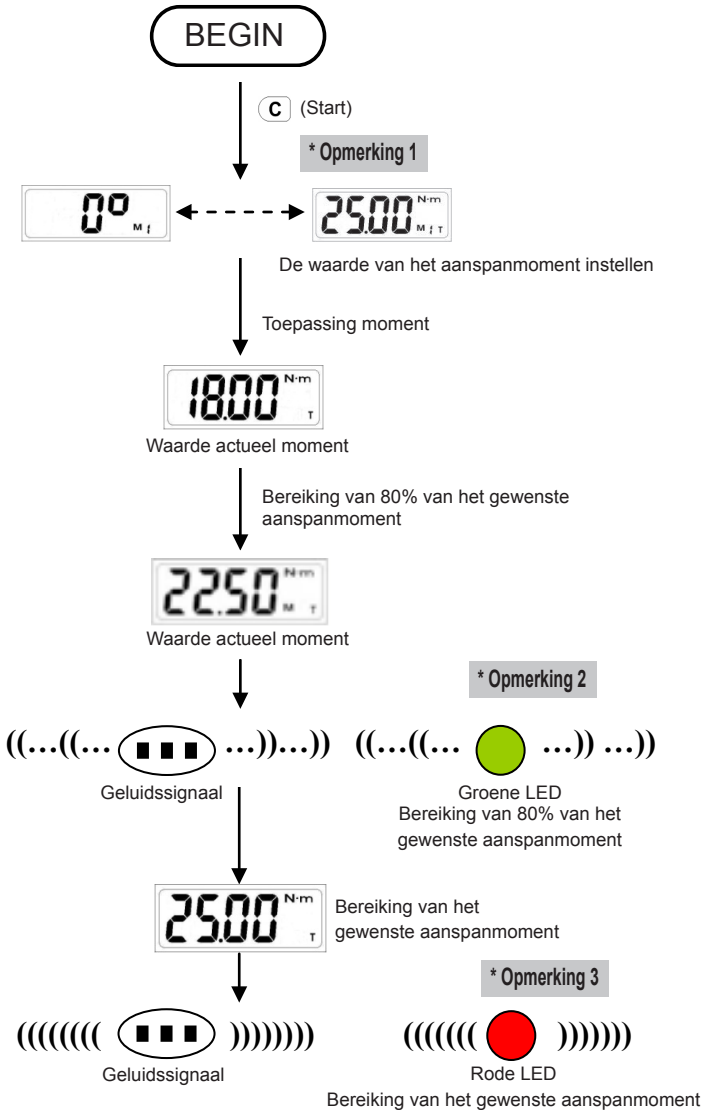 BEGIN
C (Start)
* Opmerking 1
0° M1
25.00 N·m M1 T
De waarde van het aanspanmoment instellen
Toepassing moment
18.00 N·m T
Waarde actueel moment
Bereiking van 80% van het gewenste
aanspanmoment
22.50 N·m M T
Waarde actueel moment
* Opmerking 2
((…((… ■ ■ ■ …))…)) ((…((… …)) …))
Geluidssignaal
Groene LED
Bereiking van 80% van het
gewenste aanspanmoment
25.00 N·m T
Bereiking van het
gewenste aanspanmoment
* Opmerking 3
(((((((( ■ ■ ■ )))))))) ((((((( )))))))
Geluidssignaal
Rode LED
Bereiking van het gewenste aanspanmoment